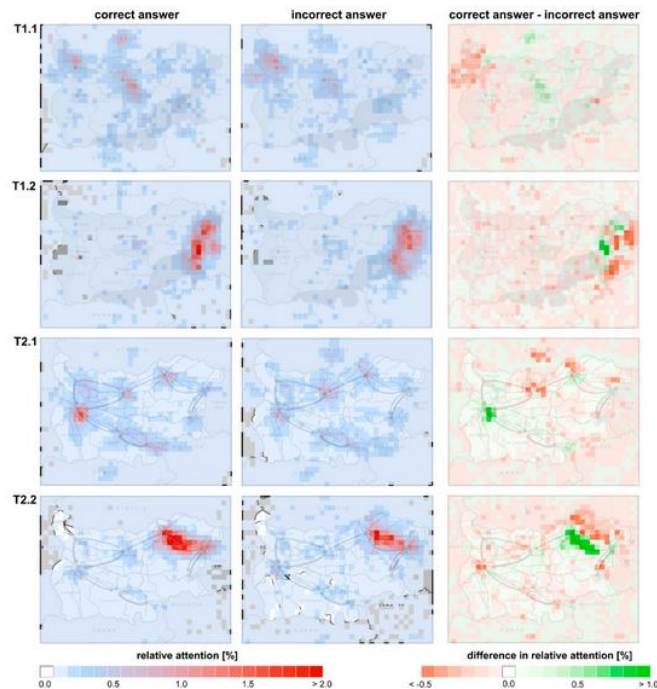 correct answer incorrect answer correct answer - incorrect answer
T1.1
T1.2
T2.1
T2.2
relative attention [%] difference in relative attention [%]
0.0 0.5 1.0 1.5 > 2.0 < -0.5 0.0 0.5 > 1.0